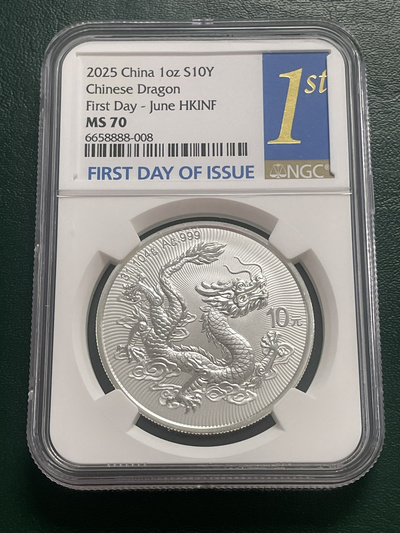 2025 China 1oz S10Y
Chinese Dragon
First Day - June HKINF
MS 70
6658888-008
FIRST DAY OF ISSUE
1st
NGC
10元